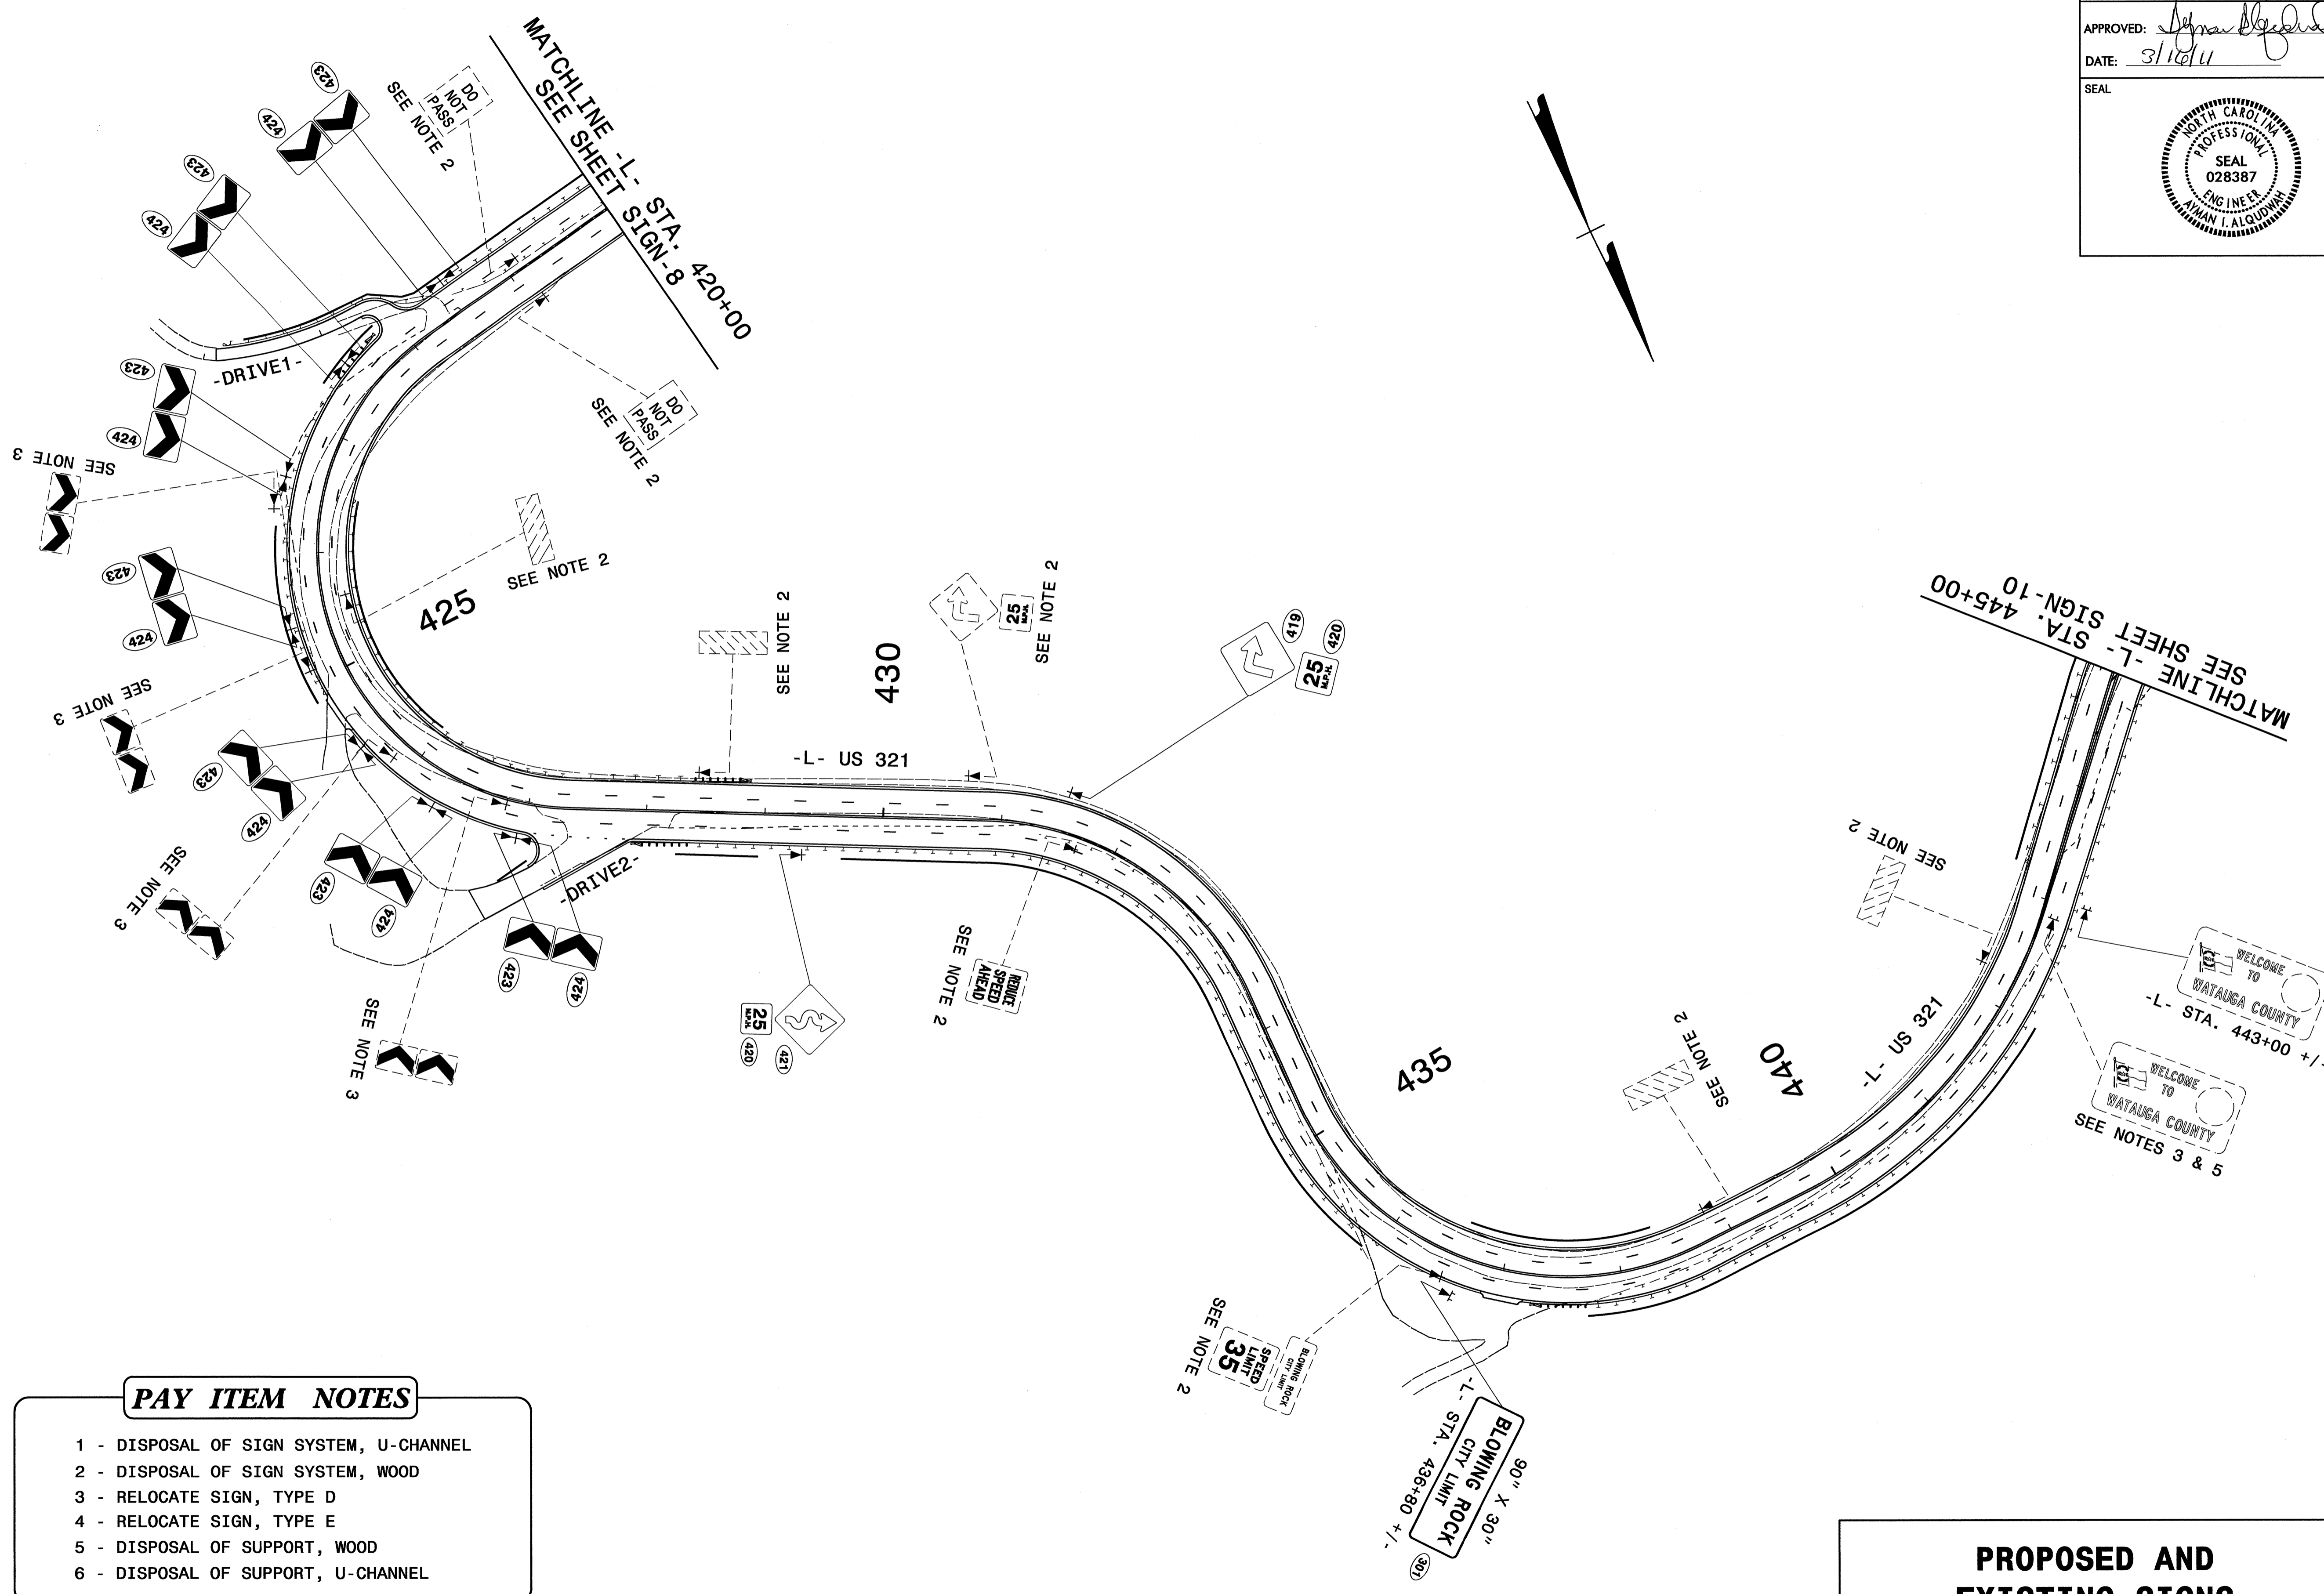 APPROVED:
DATE: 3/16/11
SEAL
NORTH CAROLINA
PROFESSIONAL
SEAL
028387
ENGINEER
AYMAN I. ALQUDWAH
MATCHLINE -L- STA. 420+00
SEE SHEET SIGN-8
DO
NOT
PASS
SEE NOTE 2
423
424
423
424
-DRIVE1-
423
424
SEE NOTE 3
DO
NOT
PASS
SEE NOTE 2
SEE NOTE 2
425
423
424
SEE NOTE 3
423
424
SEE NOTE 3
423
424
-DRIVE2-
423
424
SEE NOTE 3
SEE NOTE 2
430
-L- US 321
25
M.P.H.
SEE NOTE 2
419
420
25
M.P.H.
25
M.P.H.
420
421
REDUCE
SPEED
AHEAD
SEE NOTE 2
MATCHLINE -L- STA. 445+00
SEE SHEET SIGN-10
SEE NOTE 2
435
SEE NOTE 2
440
-L- US 321
WELCOME
TO
WATAUGA COUNTY
-L- STA. 443+00 +/-
WELCOME
TO
WATAUGA COUNTY
SEE NOTES 3 & 5
SPEED
LIMIT
35
BLOWING ROCK
CITY LIMIT
SEE NOTE 2
90" X 30"
BLOWING ROCK
CITY LIMIT
-L- STA. 436+80 +/-
301
PAY ITEM NOTES
1 - DISPOSAL OF SIGN SYSTEM, U-CHANNEL
2 - DISPOSAL OF SIGN SYSTEM, WOOD
3 - RELOCATE SIGN, TYPE D
4 - RELOCATE SIGN, TYPE E
5 - DISPOSAL OF SUPPORT, WOOD
6 - DISPOSAL OF SUPPORT, U-CHANNEL
PROPOSED AND
EXISTING SIGNS